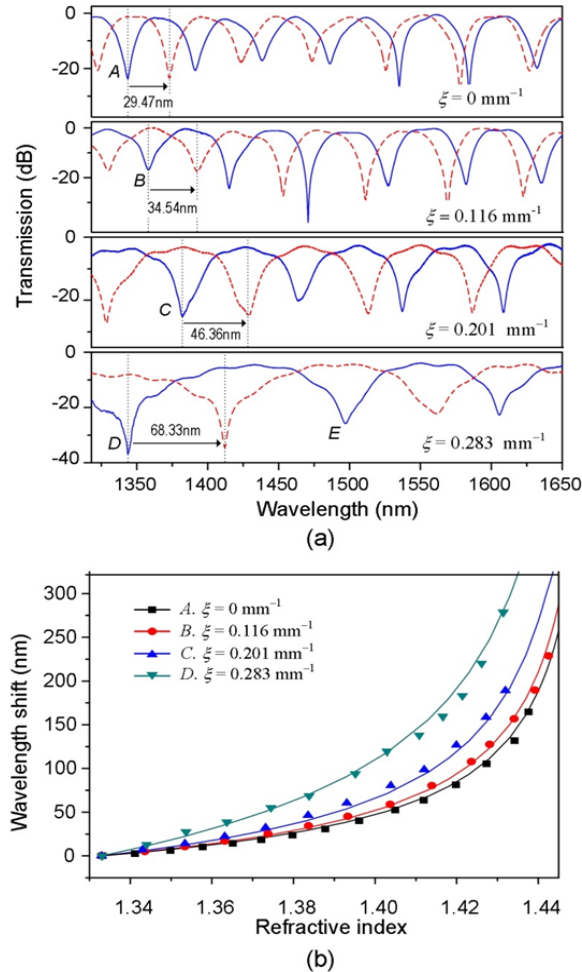 0
-20
A
29.47nm
ξ = 0 mm⁻¹
0
-20
B
34.54nm
ξ = 0.116 mm⁻¹
0
-20
C
46.36nm
ξ = 0.201 mm⁻¹
0
-20
-40
D
68.33nm
E
ξ = 0.283 mm⁻¹
Transmission (dB)
1350 1400 1450 1500 1550 1600 1650
Wavelength (nm)
(a)
300
250
200
150
100
50
0
A. ξ = 0 mm⁻¹
B. ξ = 0.116 mm⁻¹
C. ξ = 0.201 mm⁻¹
D. ξ = 0.283 mm⁻¹
Wavelength shift (nm)
1.34 1.36 1.38 1.40 1.42 1.44
Refractive index
(b)